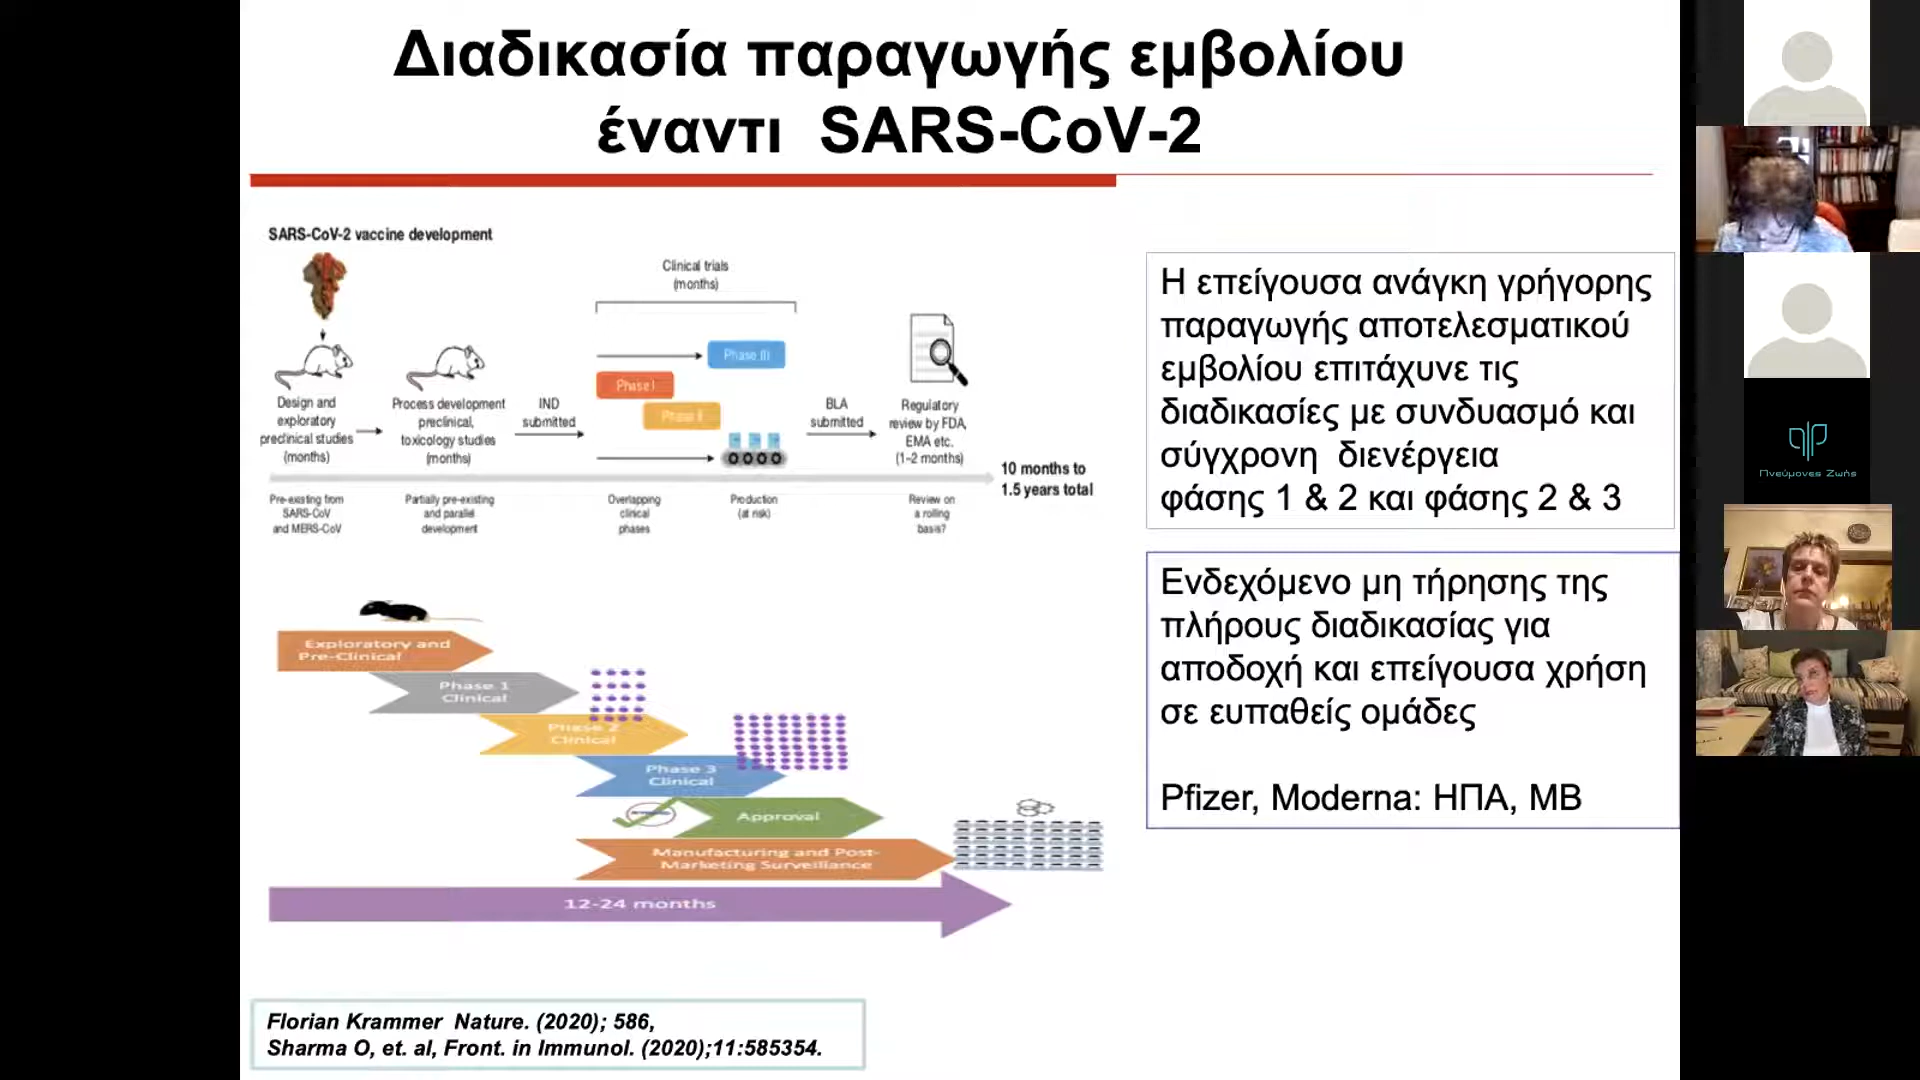 Διαδικασία παραγωγής εμβολίου
έναντι SARS-CoV-2
SARS-CoV-2 vaccine development
Clinical trials
(months)
Phase III
Phase I
Phase II
Design and
exploratory
preclinical studies
(months)
Process development
preclinical,
toxicology studies
(months)
IND
submitted
BLA
submitted
Regulatory
review by FDA,
EMA etc.
(1–2 months)
10 months to
1.5 years total
Pre-existing from
SARS-CoV
and MERS-CoV
Partially pre-existing
and parallel
development
Overlapping
clinical
phases
Production
(at risk)
Review on
a rolling
basis?
Η επείγουσα ανάγκη γρήγορης
παραγωγής αποτελεσματικού
εμβολίου επιτάχυνε τις
διαδικασίες με συνδυασμό και
σύγχρονη διενέργεια
φάσης 1 & 2 και φάσης 2 & 3
Ενδεχόμενο μη τήρησης της
πλήρους διαδικασίας για
αποδοχή και επείγουσα χρήση
σε ευπαθείς ομάδες
Pfizer, Moderna: ΗΠΑ, ΜΒ
Exploratory and
Pre-Clinical
Phase 1
Clinical
Phase 2
Clinical
Phase 3
Clinical
Approval
Manufacturing and Post-
Marketing Surveillance
12-24 months
Florian Krammer Nature. (2020); 586,
Sharma O, et. al, Front. in Immunol. (2020);11:585354.
Πνεύμονες Ζωής